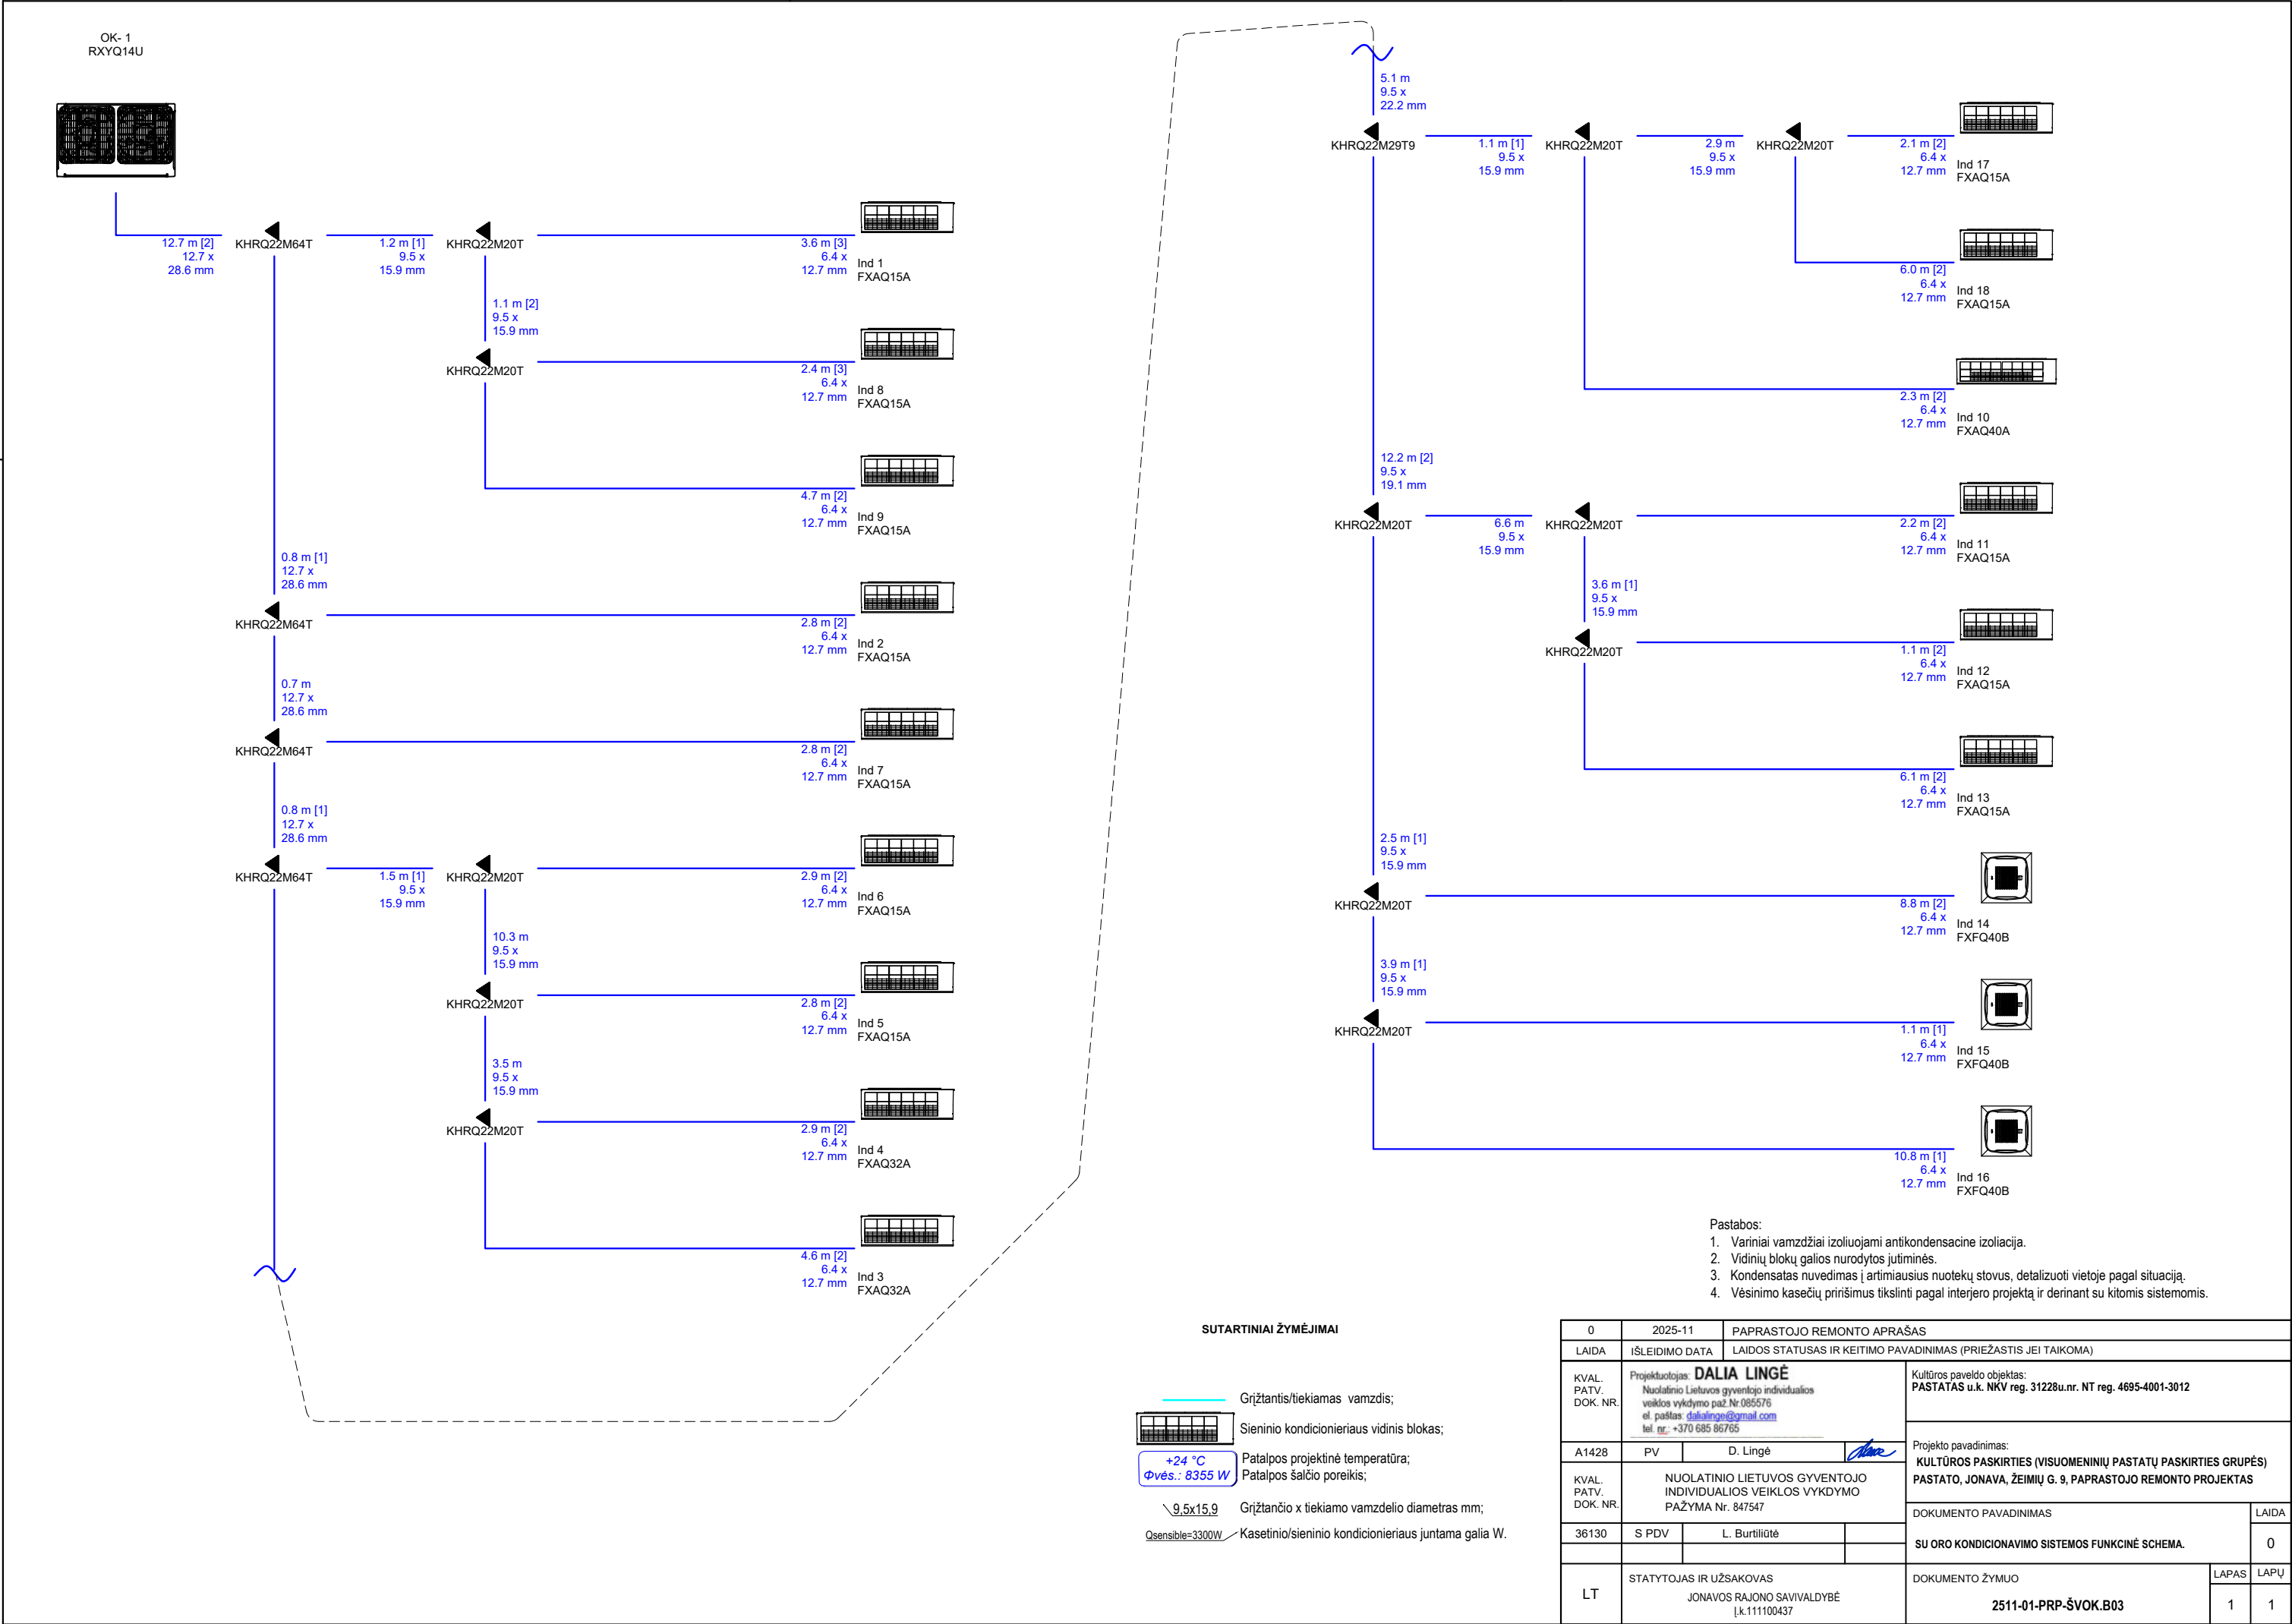 OK- 1
RXYQ14U
12.7 m [2]
12.7 x
28.6 mm
KHRQ22M64T
1.2 m [1]
9.5 x
15.9 mm
KHRQ22M20T
3.6 m [3]
6.4 x
12.7 mm
Ind 1
FXAQ15A
1.1 m [2]
9.5 x
15.9 mm
KHRQ22M20T
2.4 m [3]
6.4 x
12.7 mm
Ind 8
FXAQ15A
4.7 m [2]
6.4 x
12.7 mm
Ind 9
FXAQ15A
0.8 m [1]
12.7 x
28.6 mm
KHRQ22M64T
2.8 m [2]
6.4 x
12.7 mm
Ind 2
FXAQ15A
0.7 m
12.7 x
28.6 mm
KHRQ22M64T
2.8 m [2]
6.4 x
12.7 mm
Ind 7
FXAQ15A
0.8 m [1]
12.7 x
28.6 mm
KHRQ22M64T
1.5 m [1]
9.5 x
15.9 mm
KHRQ22M20T
2.9 m [2]
6.4 x
12.7 mm
Ind 6
FXAQ15A
10.3 m
9.5 x
15.9 mm
KHRQ22M20T
2.8 m [2]
6.4 x
12.7 mm
Ind 5
FXAQ15A
3.5 m
9.5 x
15.9 mm
KHRQ22M20T
2.9 m [2]
6.4 x
12.7 mm
Ind 4
FXAQ32A
4.6 m [2]
6.4 x
12.7 mm
Ind 3
FXAQ32A
5.1 m
9.5 x
22.2 mm
KHRQ22M29T9
1.1 m [1]
9.5 x
15.9 mm
KHRQ22M20T
2.9 m
9.5 x
15.9 mm
KHRQ22M20T
2.1 m [2]
6.4 x
12.7 mm
Ind 17
FXAQ15A
6.0 m [2]
6.4 x
12.7 mm
Ind 18
FXAQ15A
2.3 m [2]
6.4 x
12.7 mm
Ind 10
FXAQ40A
12.2 m [2]
9.5 x
19.1 mm
KHRQ22M20T
6.6 m
9.5 x
15.9 mm
KHRQ22M20T
2.2 m [2]
6.4 x
12.7 mm
Ind 11
FXAQ15A
3.6 m [1]
9.5 x
15.9 mm
KHRQ22M20T
1.1 m [2]
6.4 x
12.7 mm
Ind 12
FXAQ15A
6.1 m [2]
6.4 x
12.7 mm
Ind 13
FXAQ15A
2.5 m [1]
9.5 x
15.9 mm
KHRQ22M20T
8.8 m [2]
6.4 x
12.7 mm
Ind 14
FXFQ40B
3.9 m [1]
9.5 x
15.9 mm
KHRQ22M20T
1.1 m [1]
6.4 x
12.7 mm
Ind 15
FXFQ40B
10.8 m [1]
6.4 x
12.7 mm
Ind 16
FXFQ40B
Pastabos:
1. Variniai vamzdžiai izoliuojami antikondensacine izoliacija.
2. Vidinių blokų galios nurodytos jutiminės.
3. Kondensatas nuvedimas į artimiausius nuotekų stovus, detalizuoti vietoje pagal situaciją.
4. Vėsinimo kasečių pririšimus tikslinti pagal interjero projektą ir derinant su kitomis sistemomis.
SUTARTINIAI ŽYMĖJIMAI
Grįžtantis/tiekiamas vamzdis;
Sieninio kondicionieriaus vidinis blokas;
+24 °C
Φvės.: 8355 W
Patalpos projektinė temperatūra;
Patalpos šalčio poreikis;
9,5x15,9
Grįžtančio x tiekiamo vamzdelio diametras mm;
Qsensible=3300W
Kasetinio/sieninio kondicionieriaus juntama galia W.
0 2025-11 PAPRASTOJO REMONTO APRAŠAS
LAIDA IŠLEIDIMO DATA LAIDOS STATUSAS IR KEITIMO PAVADINIMAS (PRIEŽASTIS JEI TAIKOMA)
KVAL.
PATV.
DOK. NR.
Projektuotojas: DALIA LINGĖ
Nuolatinio Lietuvos gyventojo individualios
veiklos vykdymo paž.Nr.085576
el. paštas: dalialinge@gmail.com
tel. nr.: +370 685 86765
Kultūros paveldo objektas:
PASTATAS u.k. NKV reg. 31228u.nr. NT reg. 4695-4001-3012
A1428 PV D. Lingė
Projekto pavadinimas:
KULTŪROS PASKIRTIES (VISUOMENINIŲ PASTATŲ PASKIRTIES GRUPĖS)
PASTATO, JONAVA, ŽEIMIŲ G. 9, PAPRASTOJO REMONTO PROJEKTAS
KVAL.
PATV.
DOK. NR.
NUOLATINIO LIETUVOS GYVENTOJO
INDIVIDUALIOS VEIKLOS VYKDYMO
PAŽYMA Nr. 847547
DOKUMENTO PAVADINIMAS
LAIDA
36130 S PDV L. Burtiliūtė
SU ORO KONDICIONAVIMO SISTEMOS FUNKCINĖ SCHEMA.
0
LT
STATYTOJAS IR UŽSAKOVAS
JONAVOS RAJONO SAVIVALDYBĖ
Į.k.111100437
DOKUMENTO ŽYMUO
2511-01-PRP-ŠVOK.B03
LAPAS LAPŲ
1 1